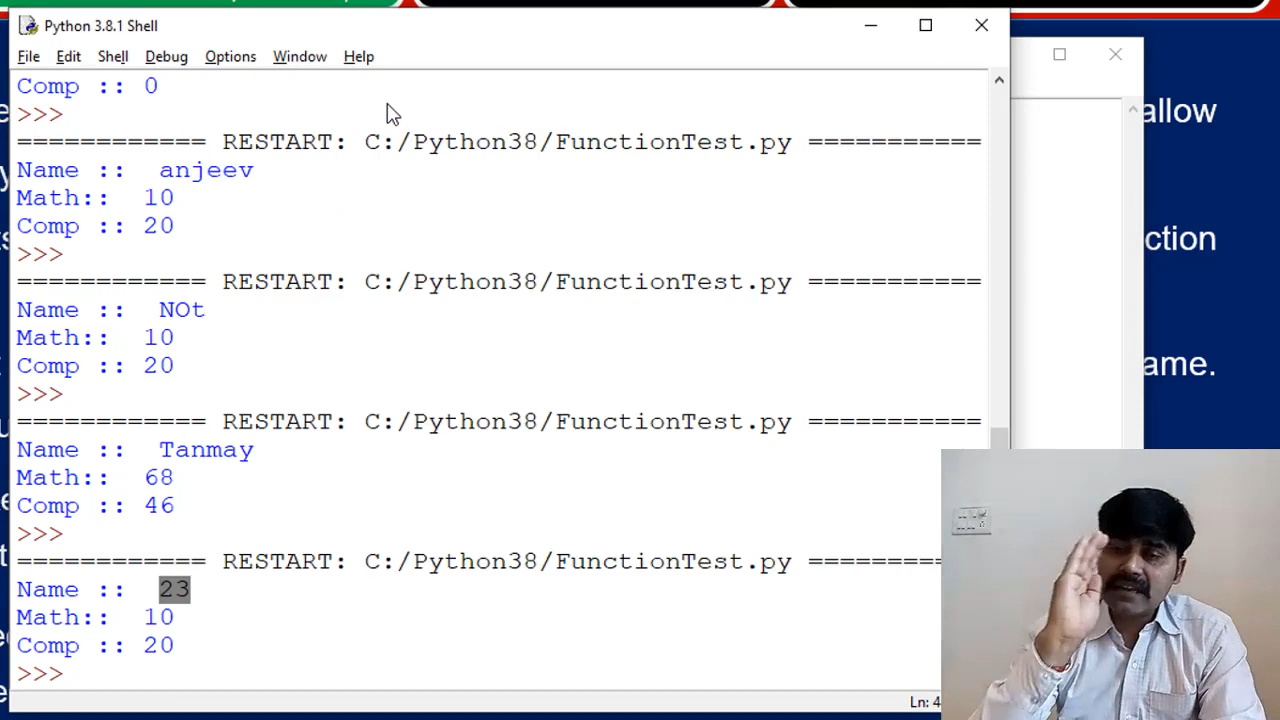 Python 3.8.1 Shell
File Edit Shell Debug Options Window Help
Comp :: 0
>>>
============ RESTART: C:/Python38/FunctionTest.py ===========
Name :: anjeev
Math:: 10
Comp :: 20
>>>
============ RESTART: C:/Python38/FunctionTest.py ===========
Name :: NOt
Math:: 10
Comp :: 20
>>>
============ RESTART: C:/Python38/FunctionTest.py ===========
Name :: Tanmay
Math:: 68
Comp :: 46
>>>
============ RESTART: C:/Python38/FunctionTest.py ========
Name :: 23
Math:: 10
Comp :: 20
>>>
Ln: 4
allow
ction
ame.